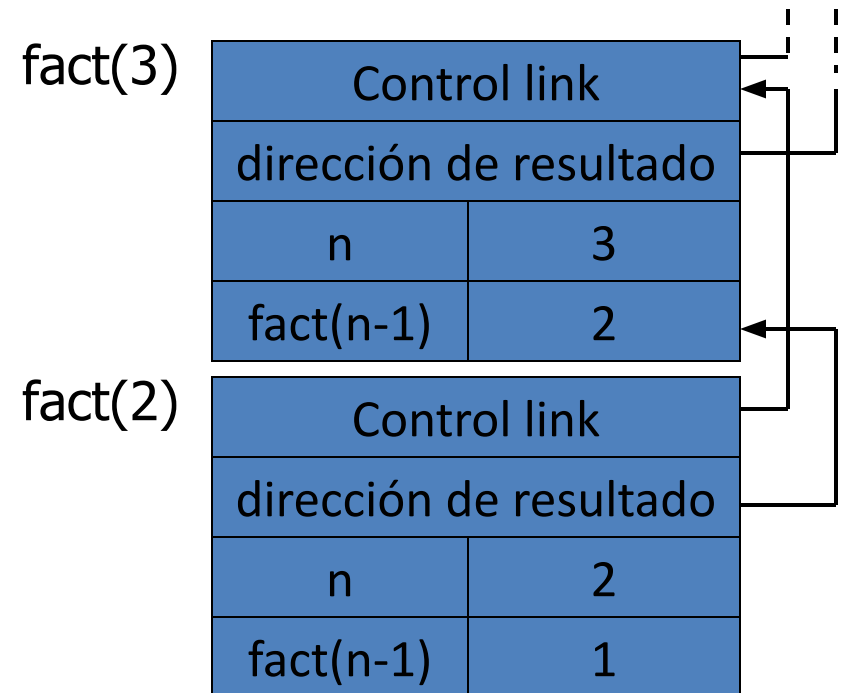 fact(3)
Control link
dirección de resultado
n 3
fact(n-1) 2
fact(2)
Control link
dirección de resultado
n 2
fact(n-1) 1